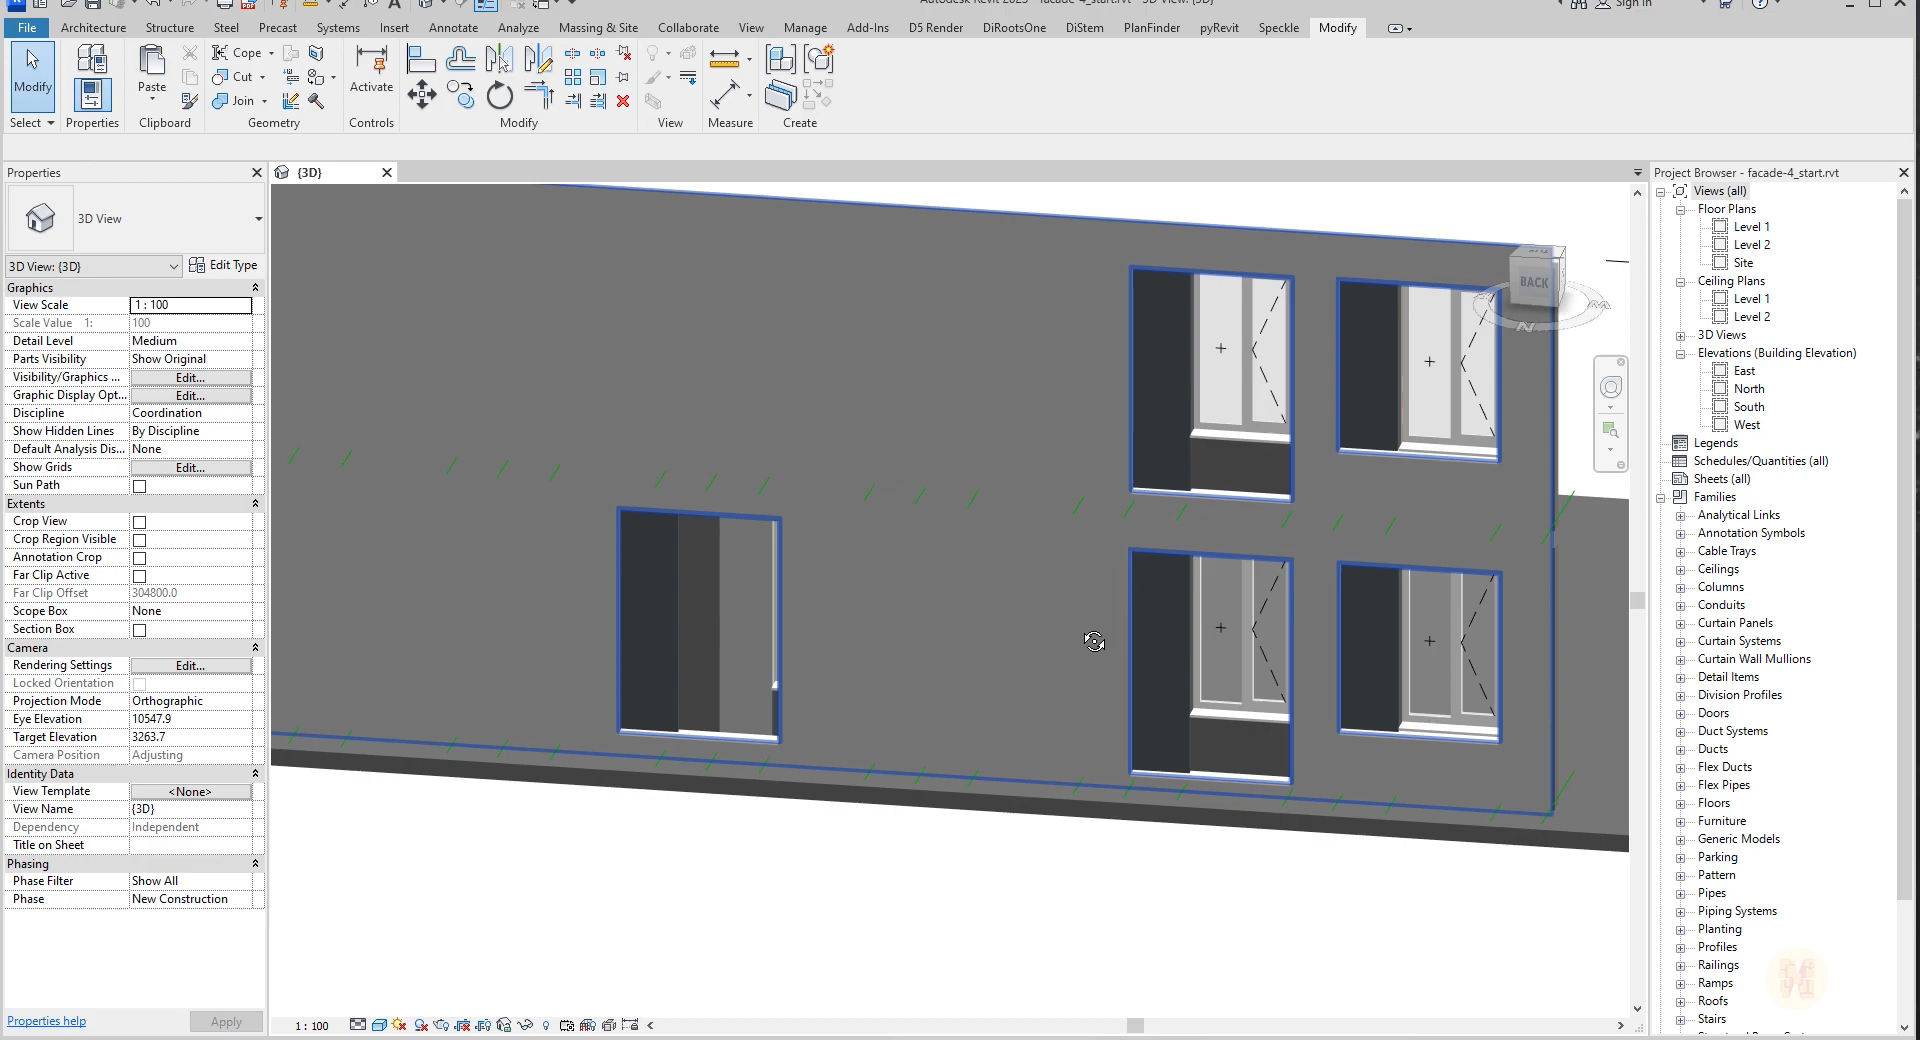 Sign In
File
Architecture
Structure
Steel
Precast
Systems
Insert
Annotate
Analyze
Massing & Site
Collaborate
View
Manage
Add-Ins
D5 Render
DiRootsOne
DiStem
PlanFinder
pyRevit
Speckle
Modify
Modify
Paste
Cope
Cut
Join
Activate
Select
Properties
Clipboard
Geometry
Controls
Modify
View
Measure
Create
Properties
{3D}
Project Browser - facade-4_start.rvt
3D View
3D View: {3D}
Edit Type
Graphics
View Scale 1 : 100
Scale Value 1: 100
Detail Level Medium
Parts Visibility Show Original
Visibility/Graphics ... Edit...
Graphic Display Opt... Edit...
Discipline Coordination
Show Hidden Lines By Discipline
Default Analysis Dis... None
Show Grids Edit...
Sun Path
Extents
Crop View
Crop Region Visible
Annotation Crop
Far Clip Active
Far Clip Offset 304800.0
Scope Box None
Section Box
Camera
Rendering Settings Edit...
Locked Orientation
Projection Mode Orthographic
Eye Elevation 10547.9
Target Elevation 3263.7
Camera Position Adjusting
Identity Data
View Template <None>
View Name {3D}
Dependency Independent
Title on Sheet
Phasing
Phase Filter Show All
Phase New Construction
Properties help
Apply
BACK
N
1 : 100
Views (all)
Floor Plans
Level 1
Level 2
Site
Ceiling Plans
Level 1
Level 2
3D Views
Elevations (Building Elevation)
East
North
South
West
Legends
Schedules/Quantities (all)
Sheets (all)
Families
Analytical Links
Annotation Symbols
Cable Trays
Ceilings
Columns
Conduits
Curtain Panels
Curtain Systems
Curtain Wall Mullions
Detail Items
Division Profiles
Doors
Duct Systems
Ducts
Flex Ducts
Flex Pipes
Floors
Furniture
Generic Models
Parking
Pattern
Pipes
Piping Systems
Planting
Profiles
Railings
Ramps
Roofs
Stairs